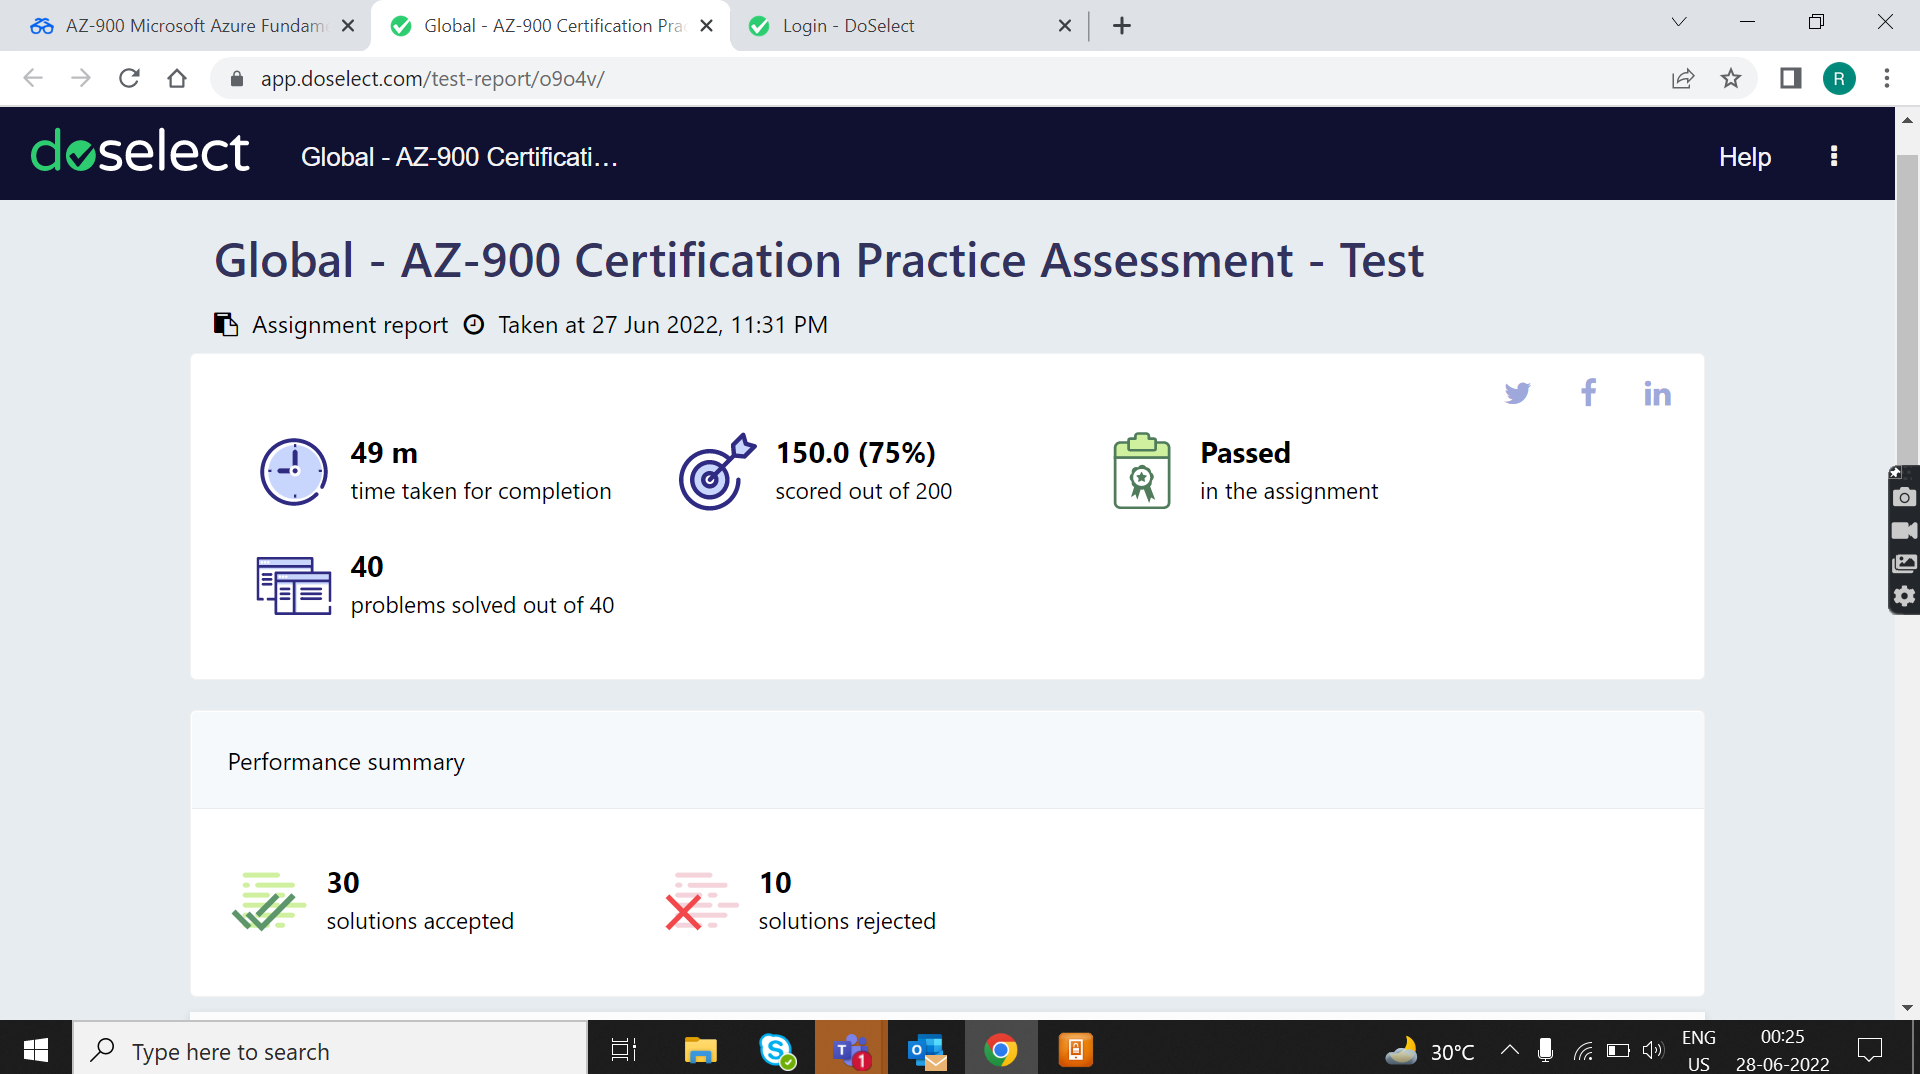 AZ-900 Microsoft Azure Fundam
Global - AZ-900 Certification Pra
Login - DoSelect
app.doselect.com/test-report/o9o4v/
R
doselect
Global - AZ-900 Certificati...
Help
Global - AZ-900 Certification Practice Assessment - Test
Assignment report
Taken at 27 Jun 2022, 11:31 PM
49 m
time taken for completion
150.0 (75%)
scored out of 200
Passed
in the assignment
40
problems solved out of 40
Performance summary
30
solutions accepted
10
solutions rejected
Type here to search
1
30°C
ENG
US
00:25
28-06-2022